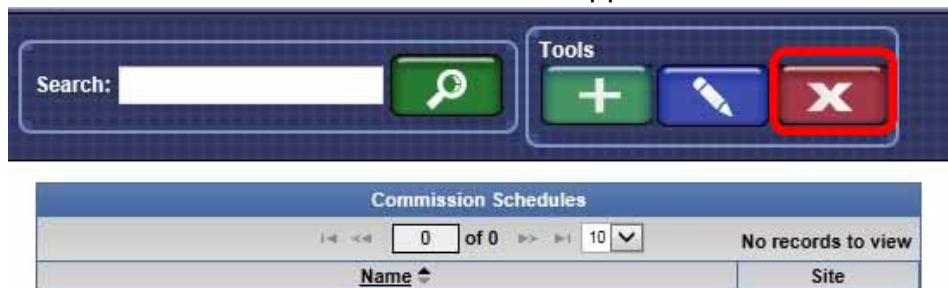 Search:
Tools
Commission Schedules
0 of 0 10 No records to view
Name Site